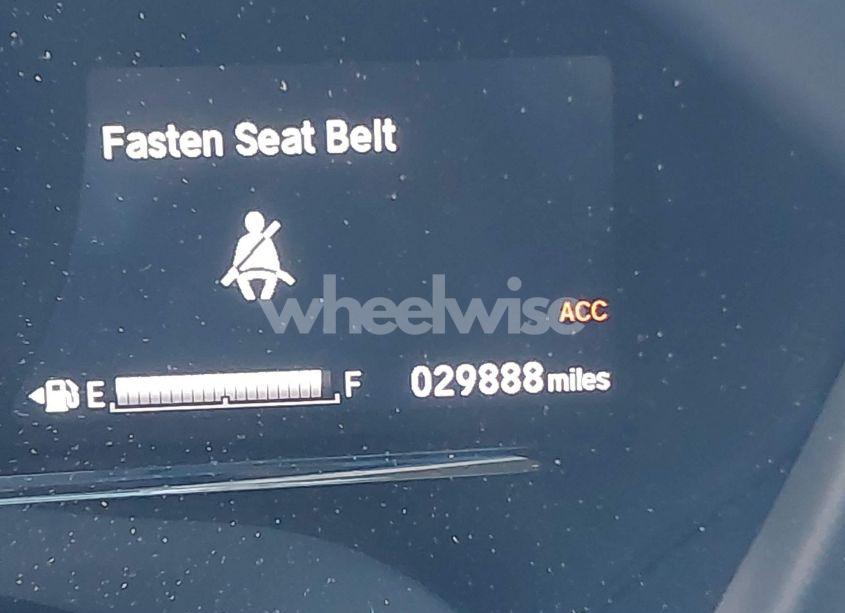 Fasten Seat Belt
wheelwise
ACC
E F 029888 miles